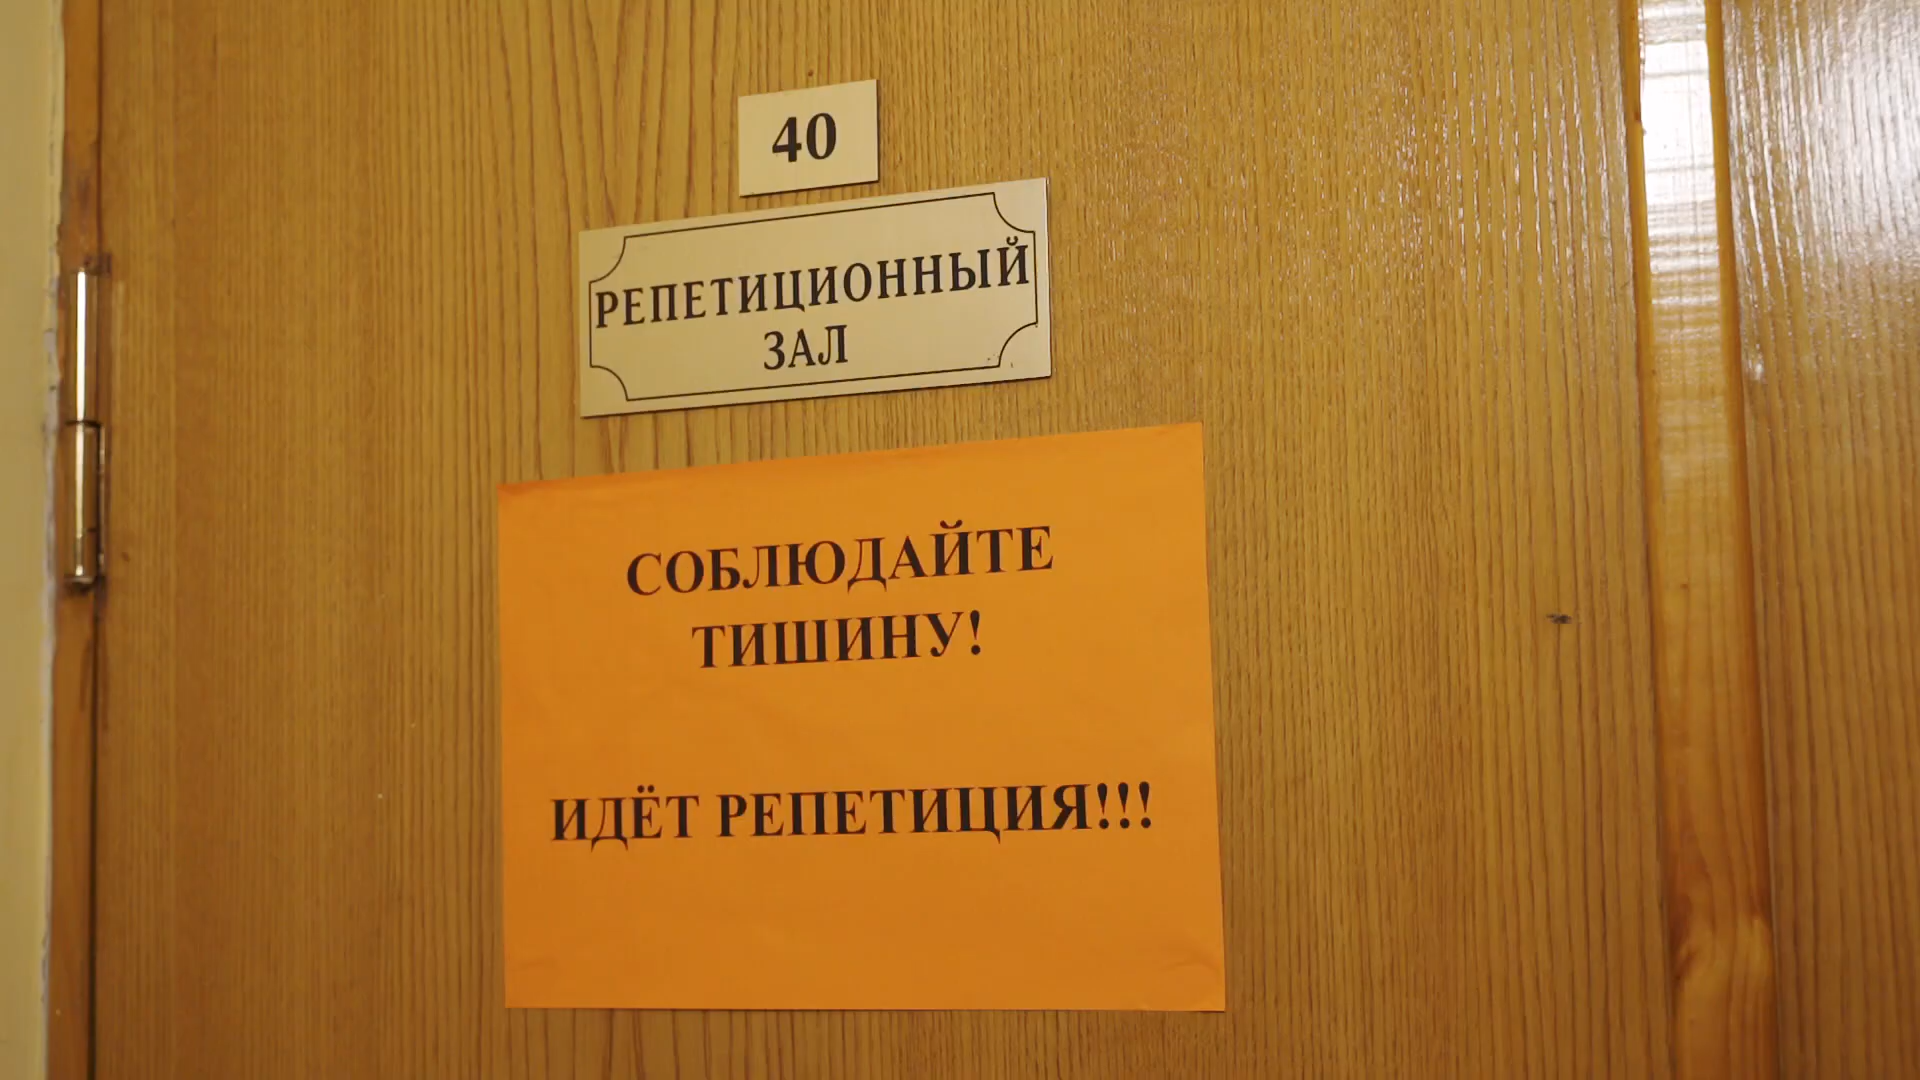 40
РЕПЕТИЦИОННЫЙ
ЗАЛ
СОБЛЮДАЙТЕ
ТИШИНУ!
ИДЁТ РЕПЕТИЦИЯ!!!